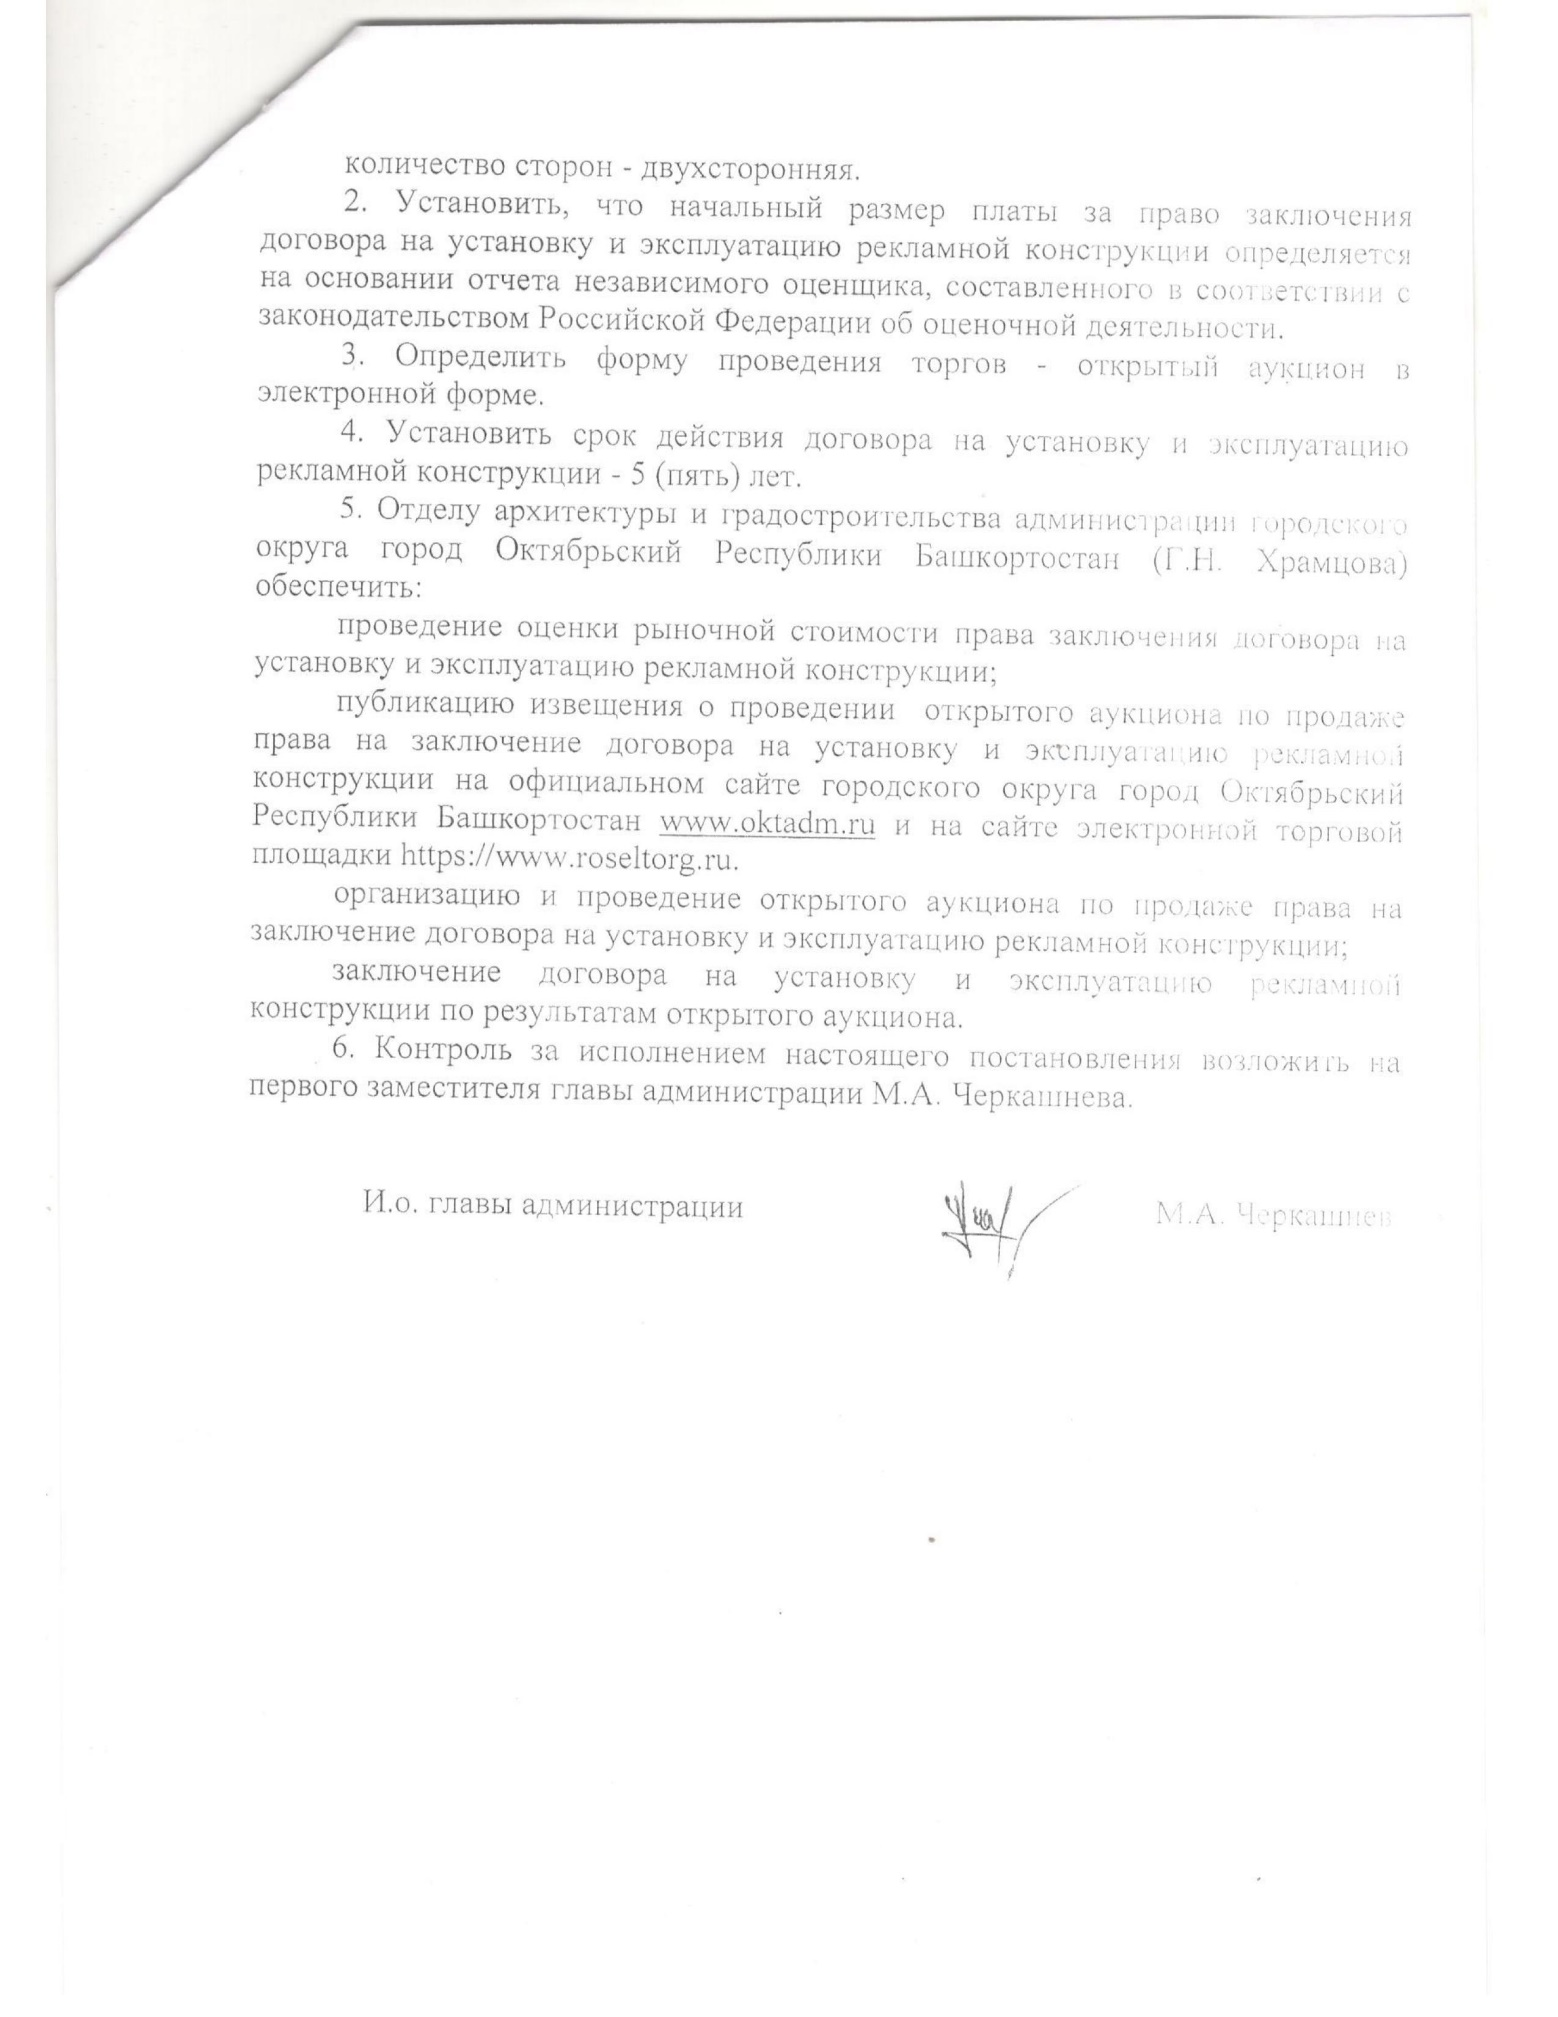 количество сторон - двухсторонняя.
2. Установить, что начальный размер платы за право заключения
договора на установку и эксплуатацию рекламной конструкции определяется
на основании отчета независимого оценщика, составленного в соответствии с
законодательством Российской Федерации об оценочной деятельности.
3. Определить форму проведения торгов - открытый аукцион в
электронной форме.
4. Установить срок действия договора на установку и эксплуатацию
рекламной конструкции - 5 (пять) лет.
5. Отделу архитектуры и градостроительства администрации городского
округа город Октябрьский Республики Башкортостан (Г.Н. Храмцова)
обеспечить:
проведение оценки рыночной стоимости права заключения договора на
установку и эксплуатацию рекламной конструкции;
публикацию извещения о проведении открытого аукциона по продаже
права на заключение договора на установку и эксплуатацию рекламной
конструкции на официальном сайте городского округа город Октябрьский
Республики Башкортостан www.oktadm.ru и на сайте электронной торговой
площадки https://www.roseltorg.ru.
организацию и проведение открытого аукциона по продаже права на
заключение договора на установку и эксплуатацию рекламной конструкции;
заключение договора на установку и эксплуатацию рекламной
конструкции по результатам открытого аукциона.
6. Контроль за исполнением настоящего постановления возложить на
первого заместителя главы администрации М.А. Черкашнева.
И.о. главы администрации М.А. Черкашнев